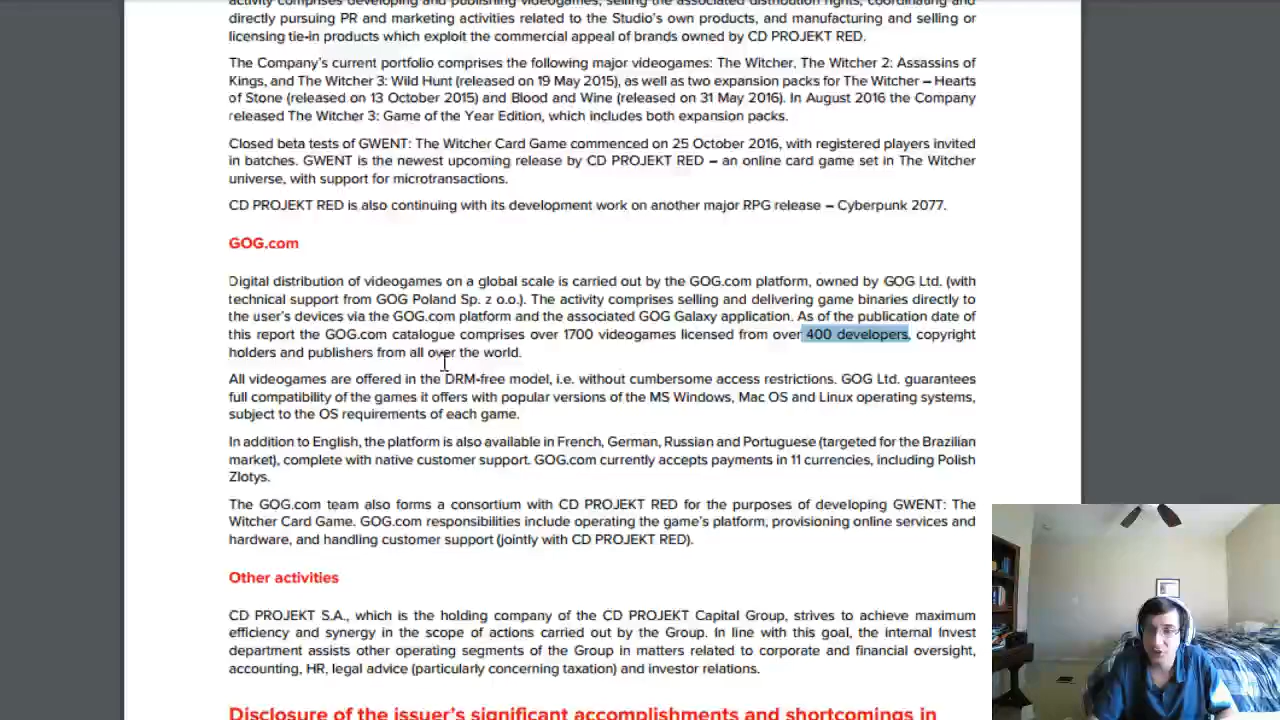 activity comprises developing and publishing videogames, selling the associated distribution rights, coordinating and
directly pursuing PR and marketing activities related to the Studio's own products, and manufacturing and selling or
licensing tie-in products which exploit the commercial appeal of brands owned by CD PROJEKT RED.
The Company's current portfolio comprises the following major videogames: The Witcher, The Witcher 2: Assassins of
Kings, and The Witcher 3: Wild Hunt (released on 19 May 2015), as well as two expansion packs for The Witcher – Hearts
of Stone (released on 13 October 2015) and Blood and Wine (released on 31 May 2016). In August 2016 the Company
released The Witcher 3: Game of the Year Edition, which includes both expansion packs.
Closed beta tests of GWENT: The Witcher Card Game commenced on 25 October 2016, with registered players invited
in batches. GWENT is the newest upcoming release by CD PROJEKT RED – an online card game set in The Witcher
universe, with support for microtransactions.
CD PROJEKT RED is also continuing with its development work on another major RPG release – Cyberpunk 2077.
GOG.com
Digital distribution of videogames on a global scale is carried out by the GOG.com platform, owned by GOG Ltd. (with
technical support from GOG Poland Sp. z o.o.). The activity comprises selling and delivering game binaries directly to
the user's devices via the GOG.com platform and the associated GOG Galaxy application. As of the publication date of
this report the GOG.com catalogue comprises over 1700 videogames licensed from over 400 developers, copyright
holders and publishers from all over the world.
All videogames are offered in the DRM-free model, i.e. without cumbersome access restrictions. GOG Ltd. guarantees
full compatibility of the games it offers with popular versions of the MS Windows, Mac OS and Linux operating systems,
subject to the OS requirements of each game.
In addition to English, the platform is also available in French, German, Russian and Portuguese (targeted for the Brazilian
market), complete with native customer support. GOG.com currently accepts payments in 11 currencies, including Polish
Zlotys.
The GOG.com team also forms a consortium with CD PROJEKT RED for the purposes of developing GWENT: The
Witcher Card Game. GOG.com responsibilities include operating the game's platform, provisioning online services and
hardware, and handling customer support (jointly with CD PROJEKT RED).
Other activities
CD PROJEKT S.A., which is the holding company of the CD PROJEKT Capital Group, strives to achieve maximum
efficiency and synergy in the scope of actions carried out by the Group. In line with this goal, the internal Invest
department assists other operating segments of the Group in matters related to corporate and financial oversight,
accounting, HR, legal advice (particularly concerning taxation) and investor relations.
Disclosure of the issuer's significant accomplishments and shortcomings in